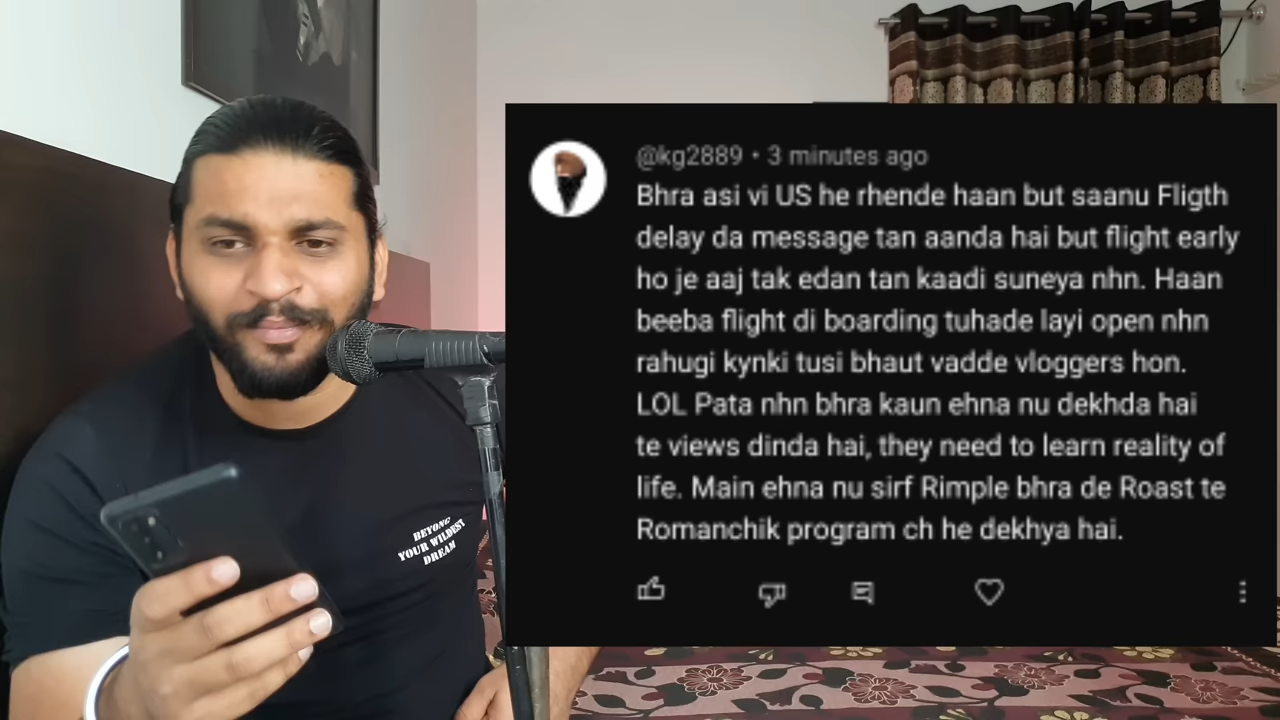 @kg2889 • 3 minutes ago
Bhra asi vi US he rhende haan but saanu Fligth
delay da message tan aanda hai but flight early
ho je aaj tak edan tan kaadi suneya nhn. Haan
beeba flight di boarding tuhade layi open nhn
rahugi kynki tusi bhaut vadde vloggers hon.
LOL Pata nhn bhra kaun ehna nu dekhda hai
te views dinda hai, they need to learn reality of
life. Main ehna nu sirf Rimple bhra de Roast te
Romanchik program ch he dekhya hai.
BEYOND
YOUR WILDEST
DREAM